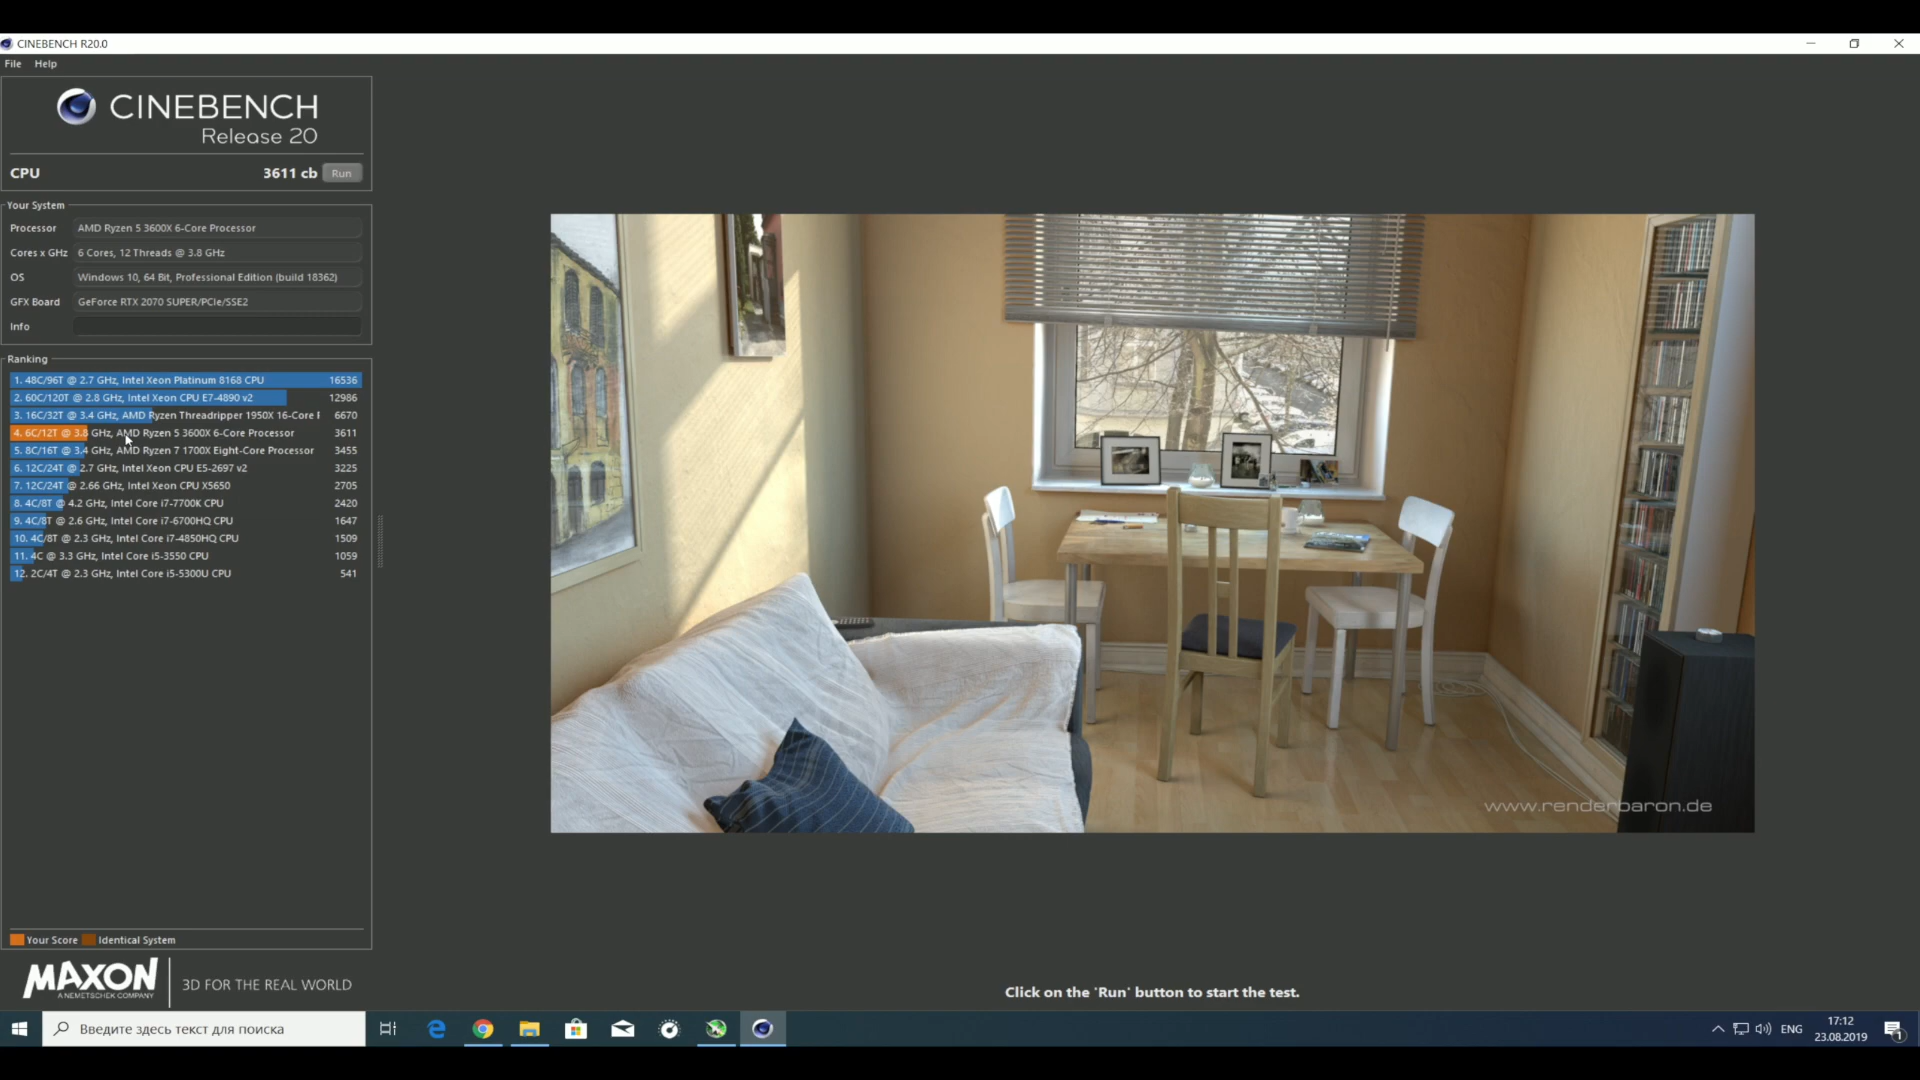 CINEBENCH R20.0
File Help
CINEBENCH
Release 20
CPU 3611 cb Run
Your System
Processor AMD Ryzen 5 3600X 6-Core Processor
Cores x GHz 6 Cores, 12 Threads @ 3.8 GHz
OS Windows 10, 64 Bit, Professional Edition (build 18362)
GFX Board GeForce RTX 2070 SUPER/PCIe/SSE2
Info
Ranking
1. 48C/96T @ 2.7 GHz, Intel Xeon Platinum 8168 CPU 16536
2. 60C/120T @ 2.8 GHz, Intel Xeon CPU E7-4890 v2 12986
3. 16C/32T @ 3.4 GHz, AMD Ryzen Threadripper 1950X 16-Core 6670
4. 6C/12T @ 3.8 GHz, AMD Ryzen 5 3600X 6-Core Processor 3611
5. 8C/16T @ 3.4 GHz, AMD Ryzen 7 1700X Eight-Core Processor 3455
6. 12C/24T @ 2.7 GHz, Intel Xeon CPU E5-2697 v2 3225
7. 12C/24T @ 2.66 GHz, Intel Xeon CPU X5650 2705
8. 4C/8T @ 4.2 GHz, Intel Core i7-7700K CPU 2420
9. 4C/8T @ 2.6 GHz, Intel Core i7-6700HQ CPU 1647
10. 4C/8T @ 2.3 GHz, Intel Core i7-4850HQ CPU 1509
11. 4C @ 3.3 GHz, Intel Core i5-3550 CPU 1059
12. 2C/4T @ 2.3 GHz, Intel Core i5-5300U CPU 541
www.renderbaron.de
Your Score Identical System
MAXON
A NEMETSCHEK COMPANY
3D FOR THE REAL WORLD
Click on the 'Run' button to start the test.
Введите здесь текст для поиска
ENG
17:12
23.08.2019
1